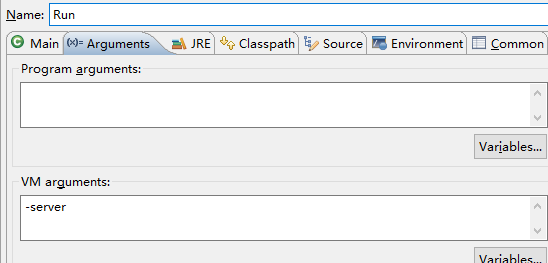 Name: Run
Main (x)= Arguments JRE Classpath Source Environment Common
Program arguments:
Variables...
VM arguments:
-server
Variables...